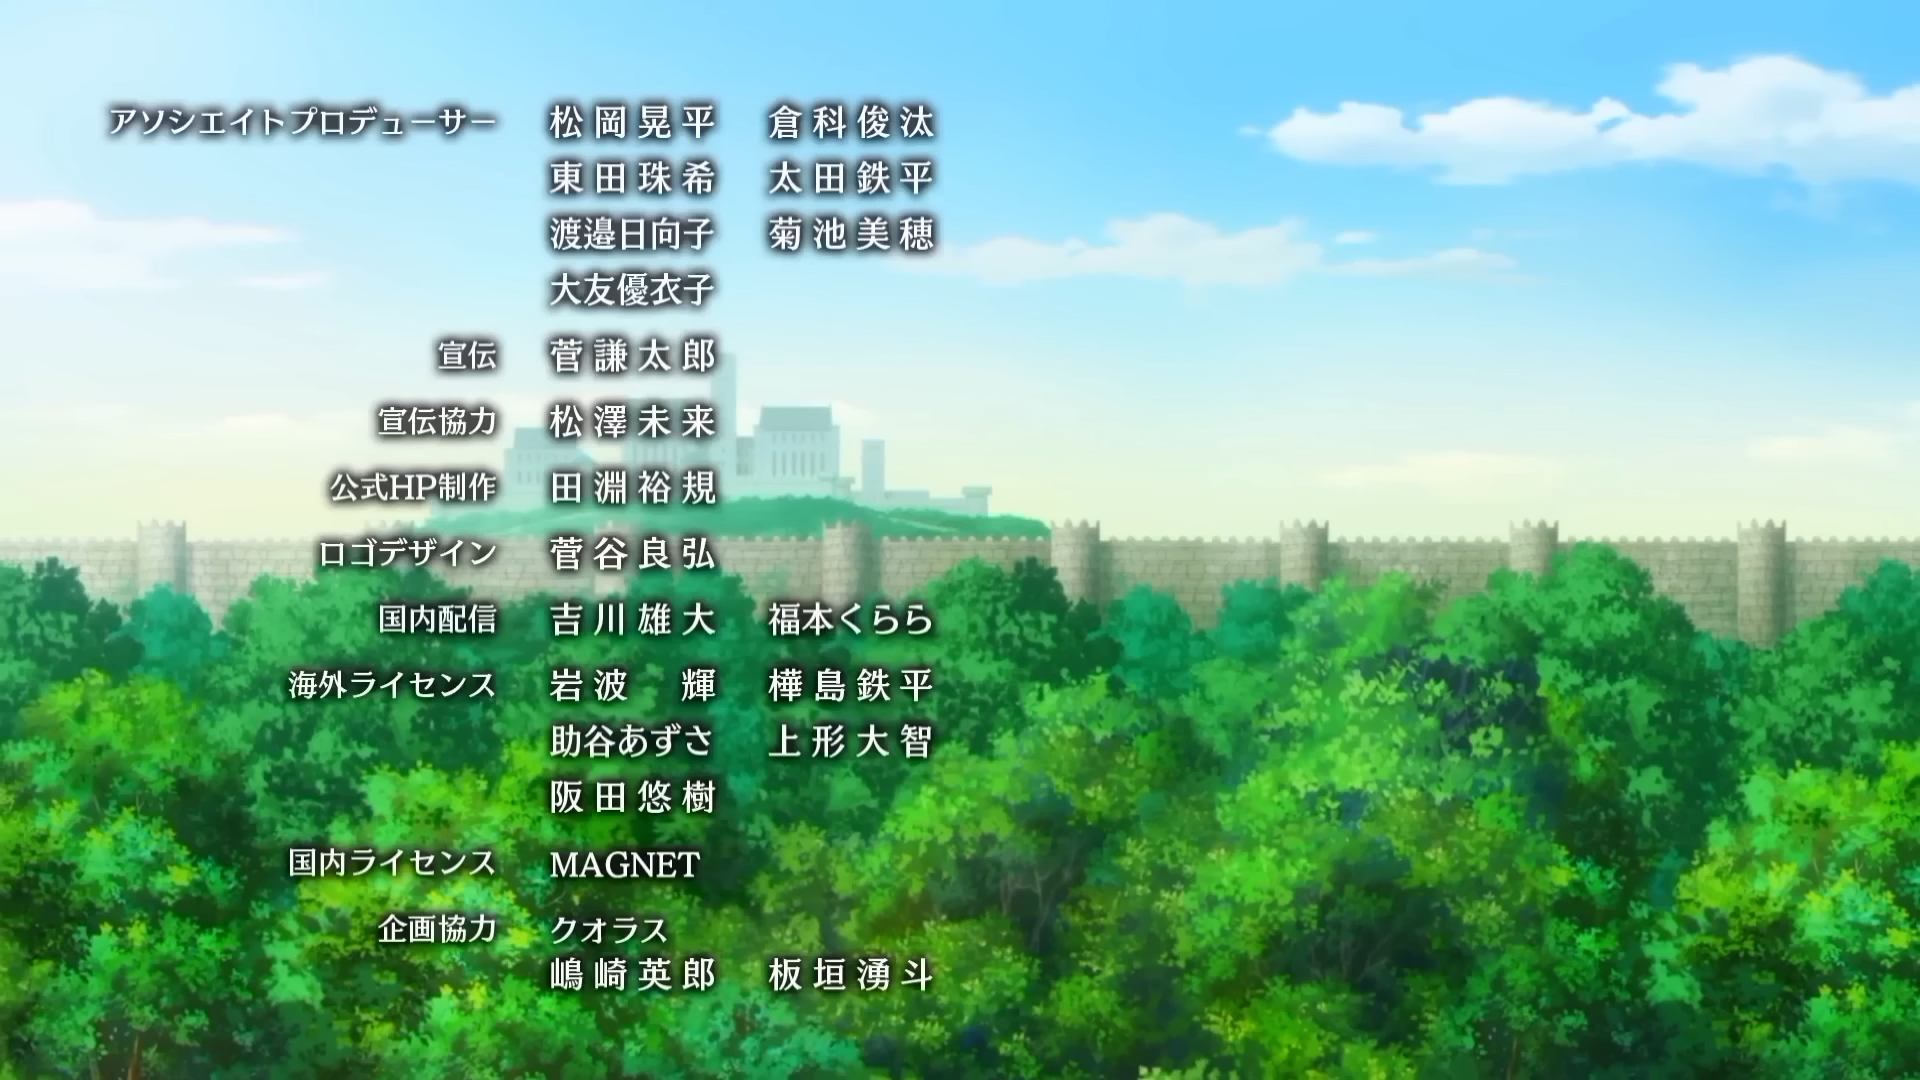 アソシエイトプロデューサー 松岡晃平 倉科俊汰
東田珠希 太田鉄平
渡邉日向子 菊池美穂
大友優衣子
宣伝 菅謙太郎
宣伝協力 松澤未来
公式HP制作 田淵裕規
ロゴデザイン 菅谷良弘
国内配信 吉川雄大 福本くらら
海外ライセンス 岩波 輝 樺島鉄平
助谷あずさ 上形大智
阪田悠樹
国内ライセンス MAGNET
企画協力 クオラス
嶋崎英郎 板垣湧斗